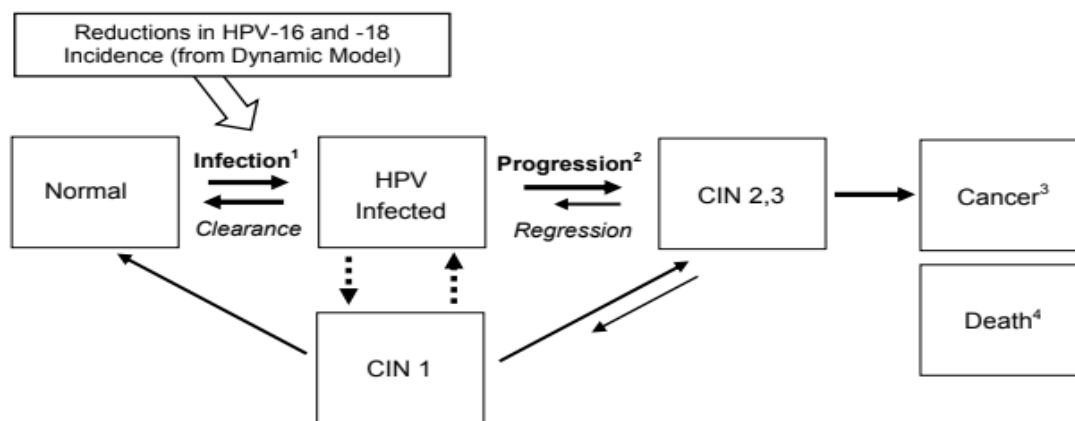 Reductions in HPV-16 and -18
Incidence (from Dynamic Model)
Normal
Infection¹
Clearance
HPV
Infected
Progression²
Regression
CIN 2,3
Cancer³
Death⁴
CIN 1